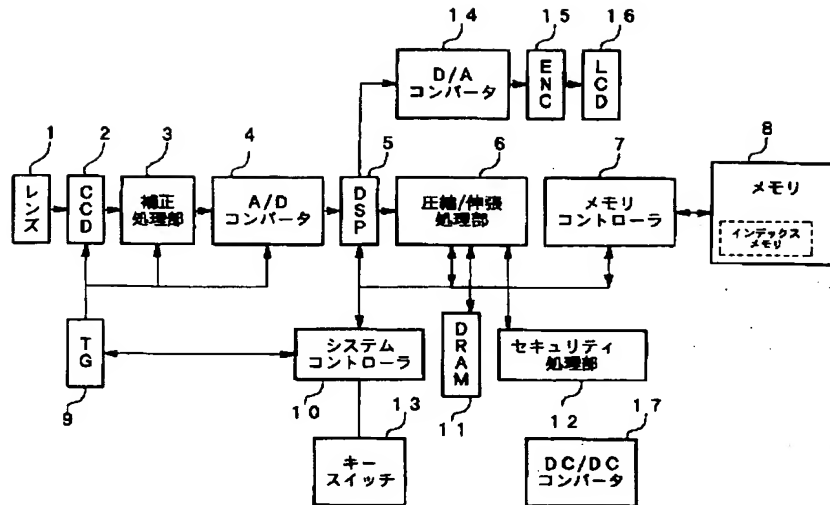 14
15
16
D/A
コンバータ
ENC
LCD
1
2
3
4
5
6
7
8
レンズ
CCD
補正
処理部
A/D
コンバータ
DSP
圧縮/伸張
処理部
メモリ
コントローラ
メモリ
インデックス
メモリ
TG
システム
コントローラ
DRAM
セキュリティ
処理部
9
10
13
11
12
17
キー
スイッチ
DC/DC
コンバータ